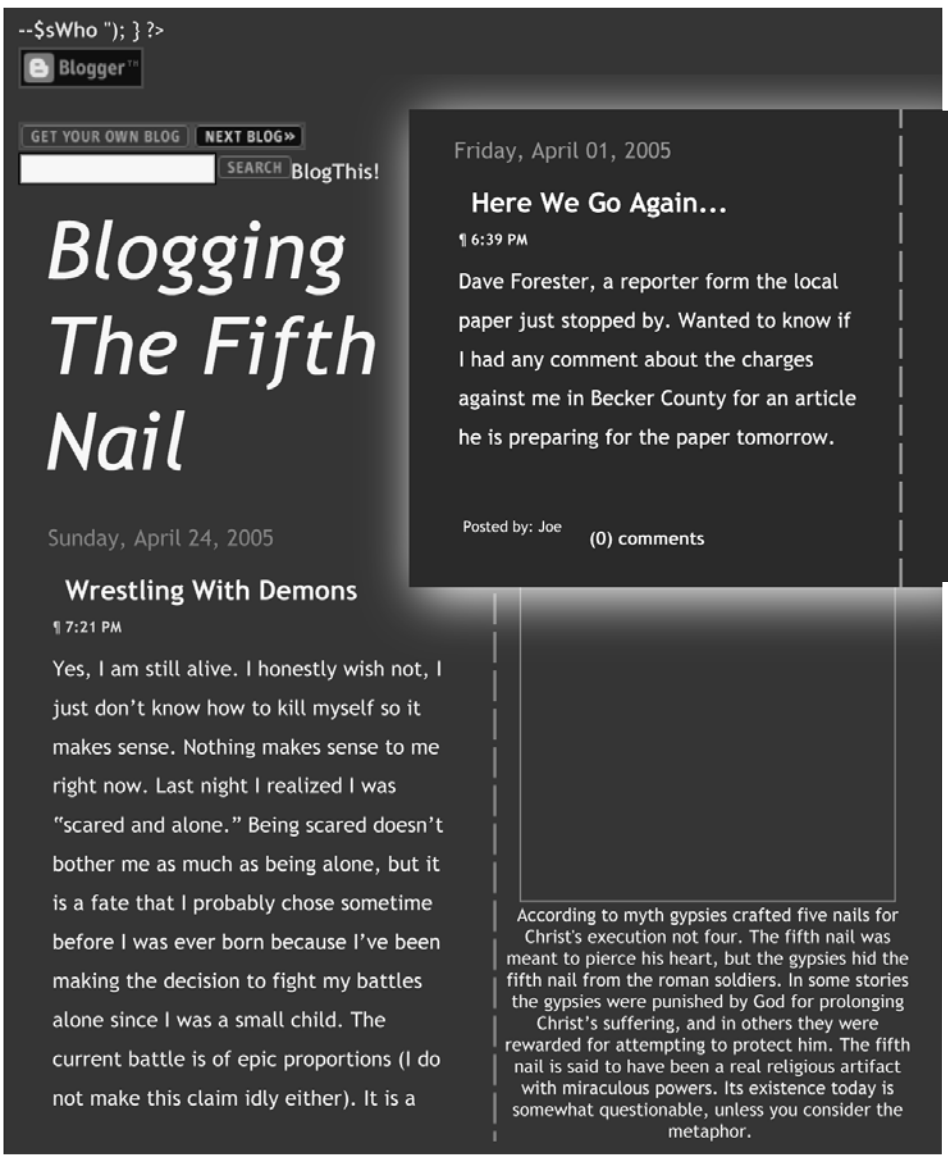 --$sWho "); } ?>
Blogger™
GET YOUR OWN BLOG NEXT BLOG»
SEARCH BlogThis!
Blogging
The Fifth
Nail
Sunday, April 24, 2005
Wrestling With Demons
¶ 7:21 PM
Yes, I am still alive. I honestly wish not, I
just don’t know how to kill myself so it
makes sense. Nothing makes sense to me
right now. Last night I realized I was
“scared and alone.” Being scared doesn’t
bother me as much as being alone, but it
is a fate that I probably chose sometime
before I was ever born because I’ve been
making the decision to fight my battles
alone since I was a small child. The
current battle is of epic proportions (I do
not make this claim idly either). It is a
Friday, April 01, 2005
Here We Go Again...
¶ 6:39 PM
Dave Forester, a reporter form the local
paper just stopped by. Wanted to know if
I had any comment about the charges
against me in Becker County for an article
he is preparing for the paper tomorrow.
Posted by: Joe (0) comments
According to myth gypsies crafted five nails for
Christ's execution not four. The fifth nail was
meant to pierce his heart, but the gypsies hid the
fifth nail from the roman soldiers. In some stories
the gypsies were punished by God for prolonging
Christ’s suffering, and in others they were
rewarded for attempting to protect him. The fifth
nail is said to have been a real religious artifact
with miraculous powers. Its existence today is
somewhat questionable, unless you consider the
metaphor.